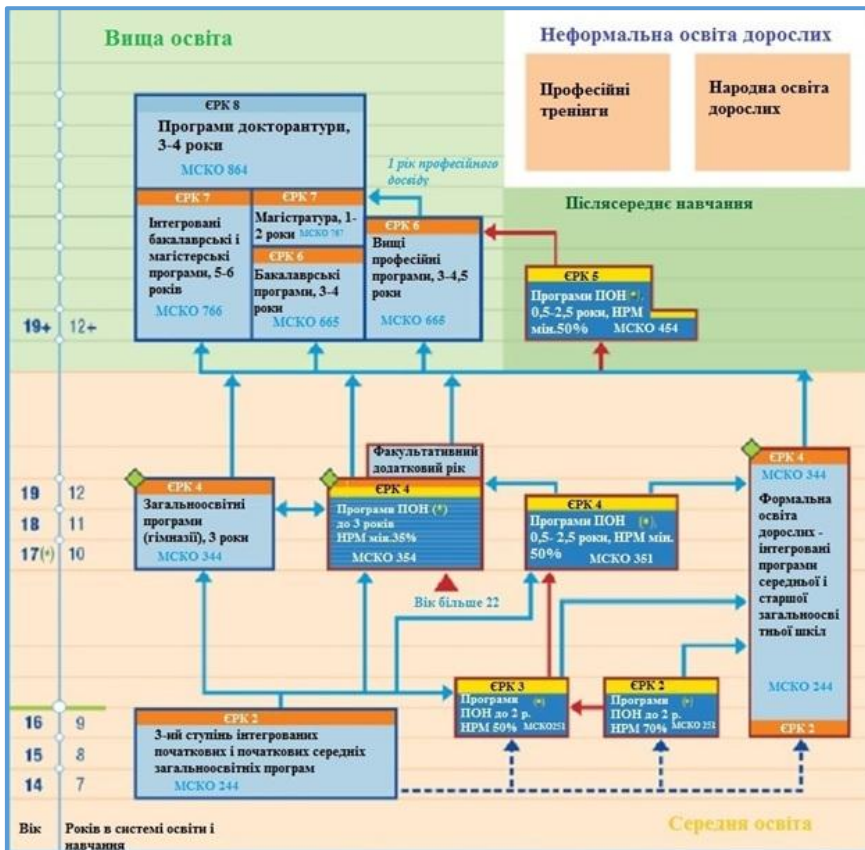 Вища освіта
Неформальна освіта дорослих
Професійні
тренінги
Народна освіта
дорослих
ЄРК 8
Програми докторантури,
3-4 роки
МСКО 864
1 рік професійного
досвіду
ЄРК 7
Інтегровані
бакалаврські і
магістерські
програми, 5-6
років
МСКО 766
ЄРК 7
Магістратура, 1-
2 роки МСКО 767
ЄРК 6
Бакалаврські
програми, 3-4
роки
МСКО 665
ЄРК 6
Вищі
професійні
програми, 3-4,5
роки
МСКО 665
Післясереднє навчання
ЄРК 5
Програми ПОН (*),
0,5-2,5 роки, НРМ
мін.50% МСКО 454
19+ 12+
Факультативний
додатковий рік
ЄРК 4
Загальноосвітні
програми
(гімназії), 3 роки
МСКО 344
ЄРК 4
Програми ПОН (*)
до 3 років
НРМ мін.35%
МСКО 354
Вік більше 22
ЄРК 4
Програми ПОН (*),
0,5- 2,5 роки, НРМ мін.
50% МСКО 351
ЄРК 4
МСКО 344
Формальна
освіта
дорослих -
інтегровані
програми
середньої і
старшої
загальноосві
тньої шкіл
МСКО 244
ЄРК 2
19 12
18 11
17(*) 10
ЄРК 3
Програми (*)
ПОН до 2 р.
НРМ 50% МСКО251
ЄРК 2
Програми (*)
ПОН до 2 р.
НРМ 70% МСКО 251
ЄРК 2
3-ий ступінь інтегрованих
початкових і початкових середніх
загальноосвітніх програм
МСКО 244
16 9
15 8
14 7
Вік Років в системі освіти і
навчання
Середня освіта